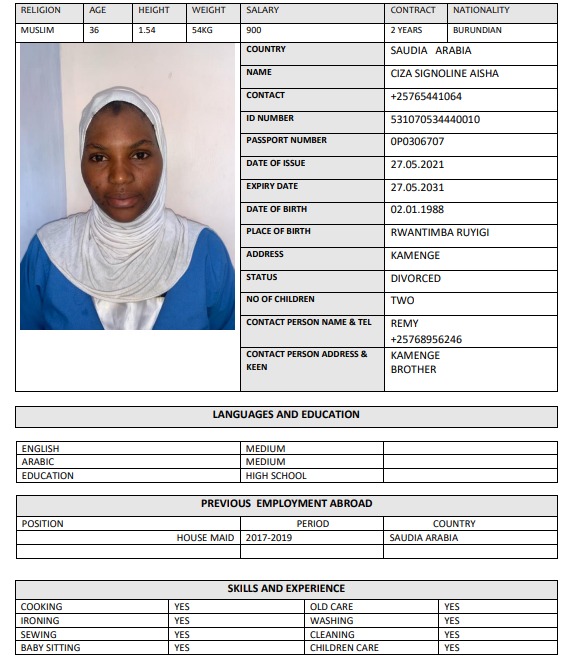 RELIGION AGE HEIGHT WEIGHT SALARY CONTRACT NATIONALITY
MUSLIM 36 1.54 54KG 900 2 YEARS BURUNDIAN
COUNTRY SAUDIA ARABIA
NAME CIZA SIGNOLINE AISHA
CONTACT +25765441064
ID NUMBER 531070534440010
PASSPORT NUMBER 0P0306707
DATE OF ISSUE 27.05.2021
EXPIRY DATE 27.05.2031
DATE OF BIRTH 02.01.1988
PLACE OF BIRTH RWANTIMBA RUYIGI
ADDRESS KAMENGE
STATUS DIVORCED
NO OF CHILDREN TWO
CONTACT PERSON NAME & TEL REMY
+25768956246
CONTACT PERSON ADDRESS & KAMENGE
KEEN BROTHER
LANGUAGES AND EDUCATION
ENGLISH MEDIUM
ARABIC MEDIUM
EDUCATION HIGH SCHOOL
PREVIOUS EMPLOYMENT ABROAD
POSITION PERIOD COUNTRY
HOUSE MAID 2017-2019 SAUDIA ARABIA
SKILLS AND EXPERIENCE
COOKING YES OLD CARE YES
IRONING YES WASHING YES
SEWING YES CLEANING YES
BABY SITTING YES CHILDREN CARE YES